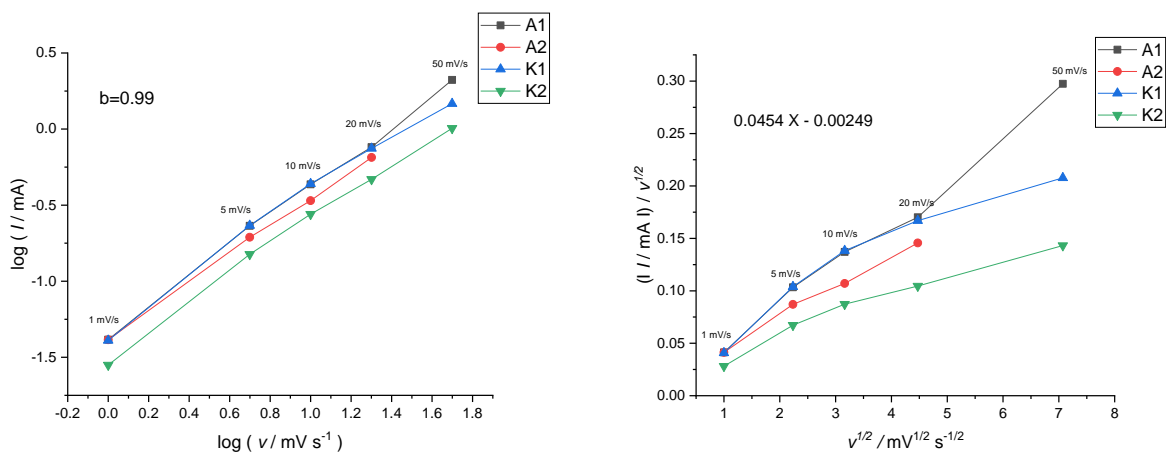 A1
A2
K1
K2
b=0.99
50 mV/s
20 mV/s
10 mV/s
5 mV/s
1 mV/s
0.5
0.0
-0.5
-1.0
-1.5
log ( I / mA)
-0.2 0.0 0.2 0.4 0.6 0.8 1.0 1.2 1.4 1.6 1.8
log ( v / mV s⁻¹ )
A1
A2
K1
K2
50 mV/s
0.0454 X - 0.00249
20 mV/s
10 mV/s
5 mV/s
1 mV/s
0.30
0.25
0.20
0.15
0.10
0.05
0.00
(I I / mA I) / v^1/2
1 2 3 4 5 6 7 8
v^1/2 / mV^1/2 s^-1/2